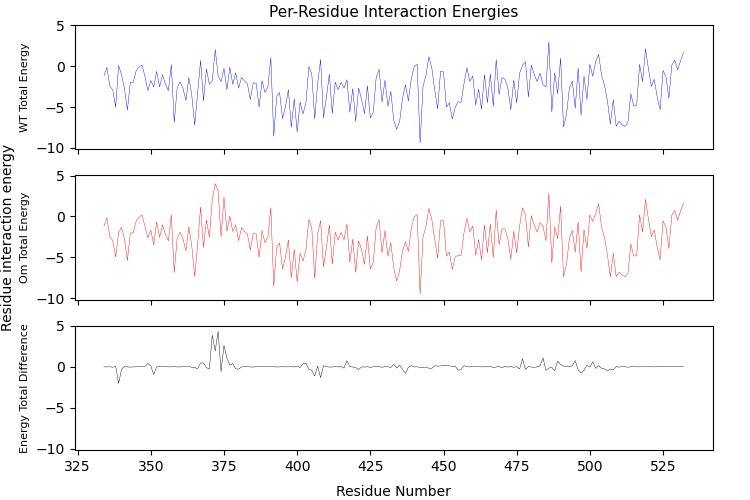 Per-Residue Interaction Energies
Residue interaction energy
WT Total Energy
5
0
−5
−10
Om Total Energy
5
0
−5
−10
Energy Total Difference
5
0
−5
−10
325 350 375 400 425 450 475 500 525
Residue Number